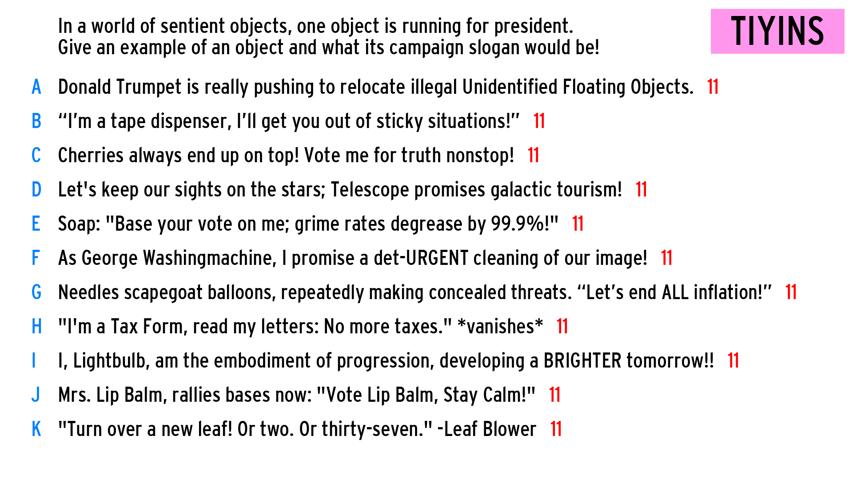 In a world of sentient objects, one object is running for president.
Give an example of an object and what its campaign slogan would be!
TIYINS
A Donald Trumpet is really pushing to relocate illegal Unidentified Floating Objects. 11
B “I’m a tape dispenser, I’ll get you out of sticky situations!” 11
C Cherries always end up on top! Vote me for truth nonstop! 11
D Let's keep our sights on the stars; Telescope promises galactic tourism! 11
E Soap: "Base your vote on me; grime rates degrease by 99.9%!" 11
F As George Washingmachine, I promise a det-URGENT cleaning of our image! 11
G Needles scapegoat balloons, repeatedly making concealed threats. “Let’s end ALL inflation!” 11
H "I'm a Tax Form, read my letters: No more taxes." *vanishes* 11
I I, Lightbulb, am the embodiment of progression, developing a BRIGHTER tomorrow!! 11
J Mrs. Lip Balm, rallies bases now: "Vote Lip Balm, Stay Calm!" 11
K "Turn over a new leaf! Or two. Or thirty-seven." -Leaf Blower 11